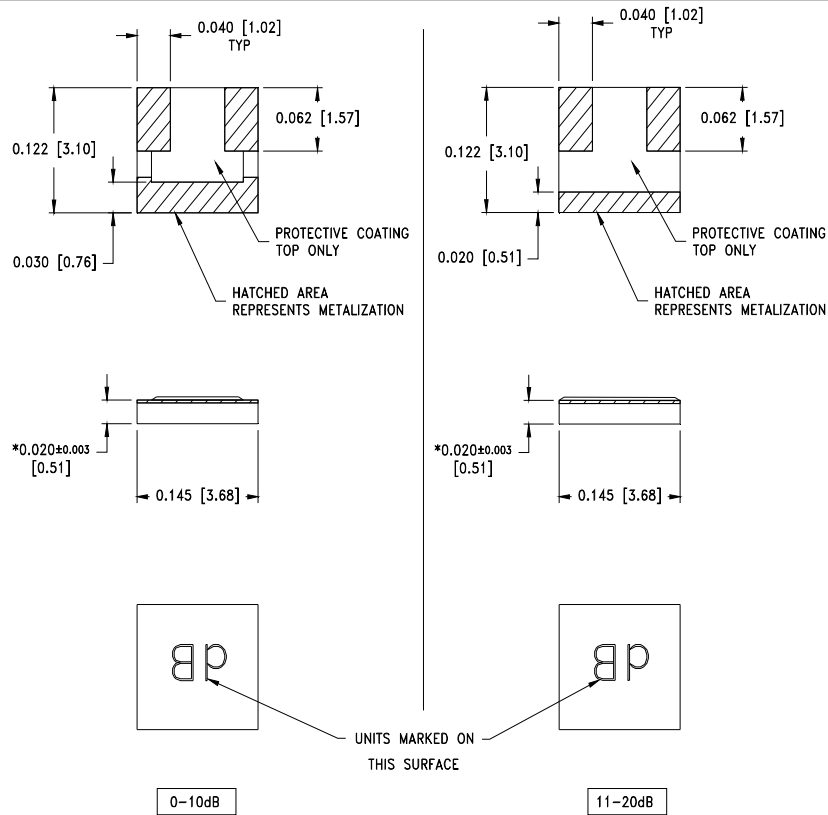 0.040 [1.02]
TYP
0.062 [1.57]
0.122 [3.10]
PROTECTIVE COATING
TOP ONLY
0.030 [0.76]
HATCHED AREA
REPRESENTS METALIZATION
*0.020±0.003
[0.51]
0.145 [3.68]
dB
0-10dB
0.040 [1.02]
TYP
0.062 [1.57]
0.122 [3.10]
PROTECTIVE COATING
TOP ONLY
0.020 [0.51]
HATCHED AREA
REPRESENTS METALIZATION
*0.020±0.003
[0.51]
0.145 [3.68]
dB
UNITS MARKED ON
THIS SURFACE
11-20dB